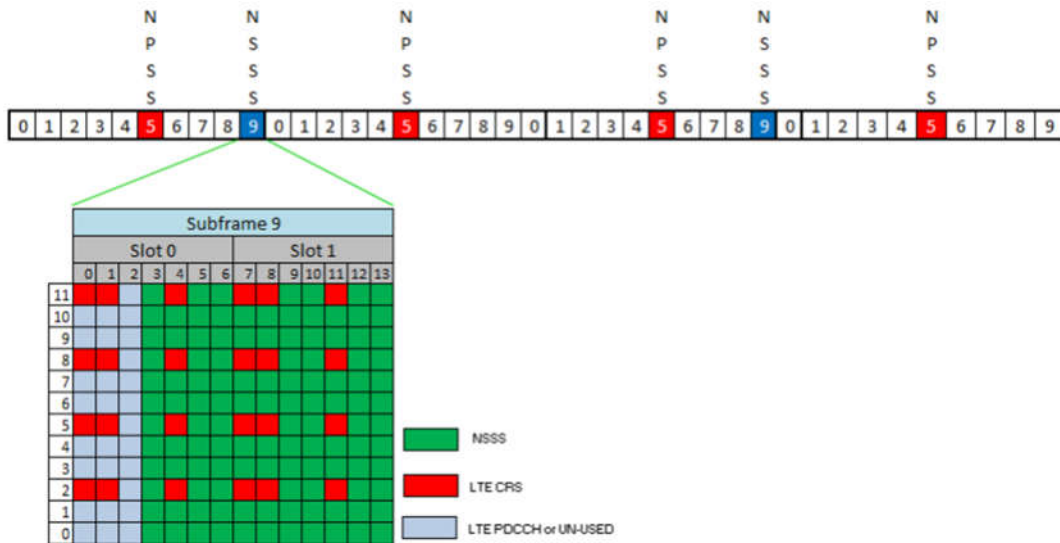 N N N N N N
P S P P S P
S S S S S S
S S S S S S
0 1 2 3 4 5 6 7 8 9 0 1 2 3 4 5 6 7 8 9 0 1 2 3 4 5 6 7 8 9 0 1 2 3 4 5 6 7 8 9
Subframe 9
Slot 0 Slot 1
0 1 2 3 4 5 6 7 8 9 10 11 12 13
11
10
9
8
7
6
5
4
3
2
1
0
NSSS
LTE CRS
LTE PDCCH or UN-USED